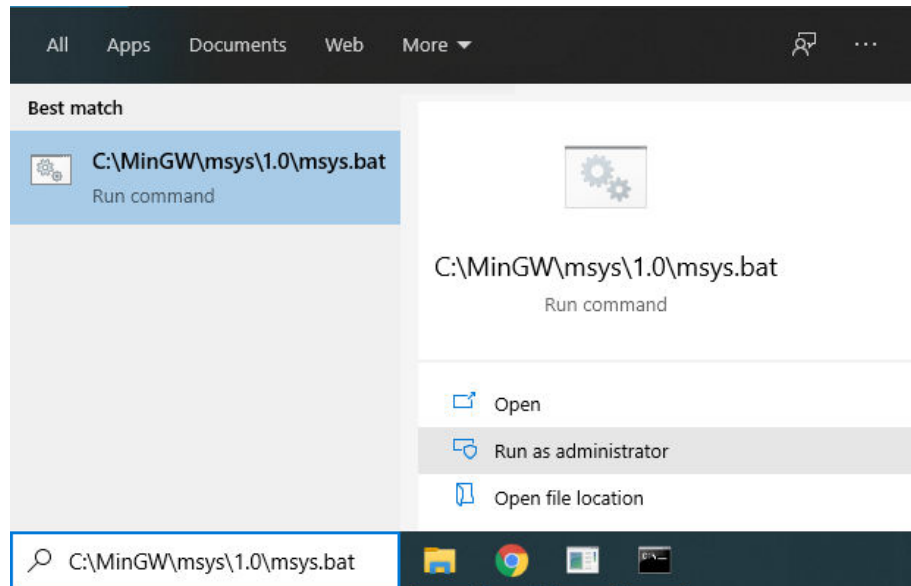 All Apps Documents Web More
Best match
C:\MinGW\msys\1.0\msys.bat
Run command
C:\MinGW\msys\1.0\msys.bat
Run command
Open
Run as administrator
Open file location
C:\MinGW\msys\1.0\msys.bat